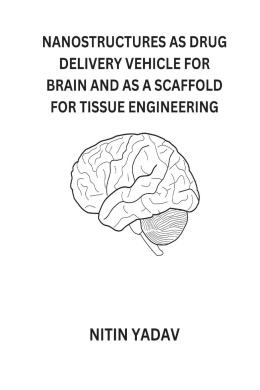 NANOSTRUCTURES AS DRUG
DELIVERY VEHICLE FOR
BRAIN AND AS A SCAFFOLD
FOR TISSUE ENGINEERING
NITIN YADAV